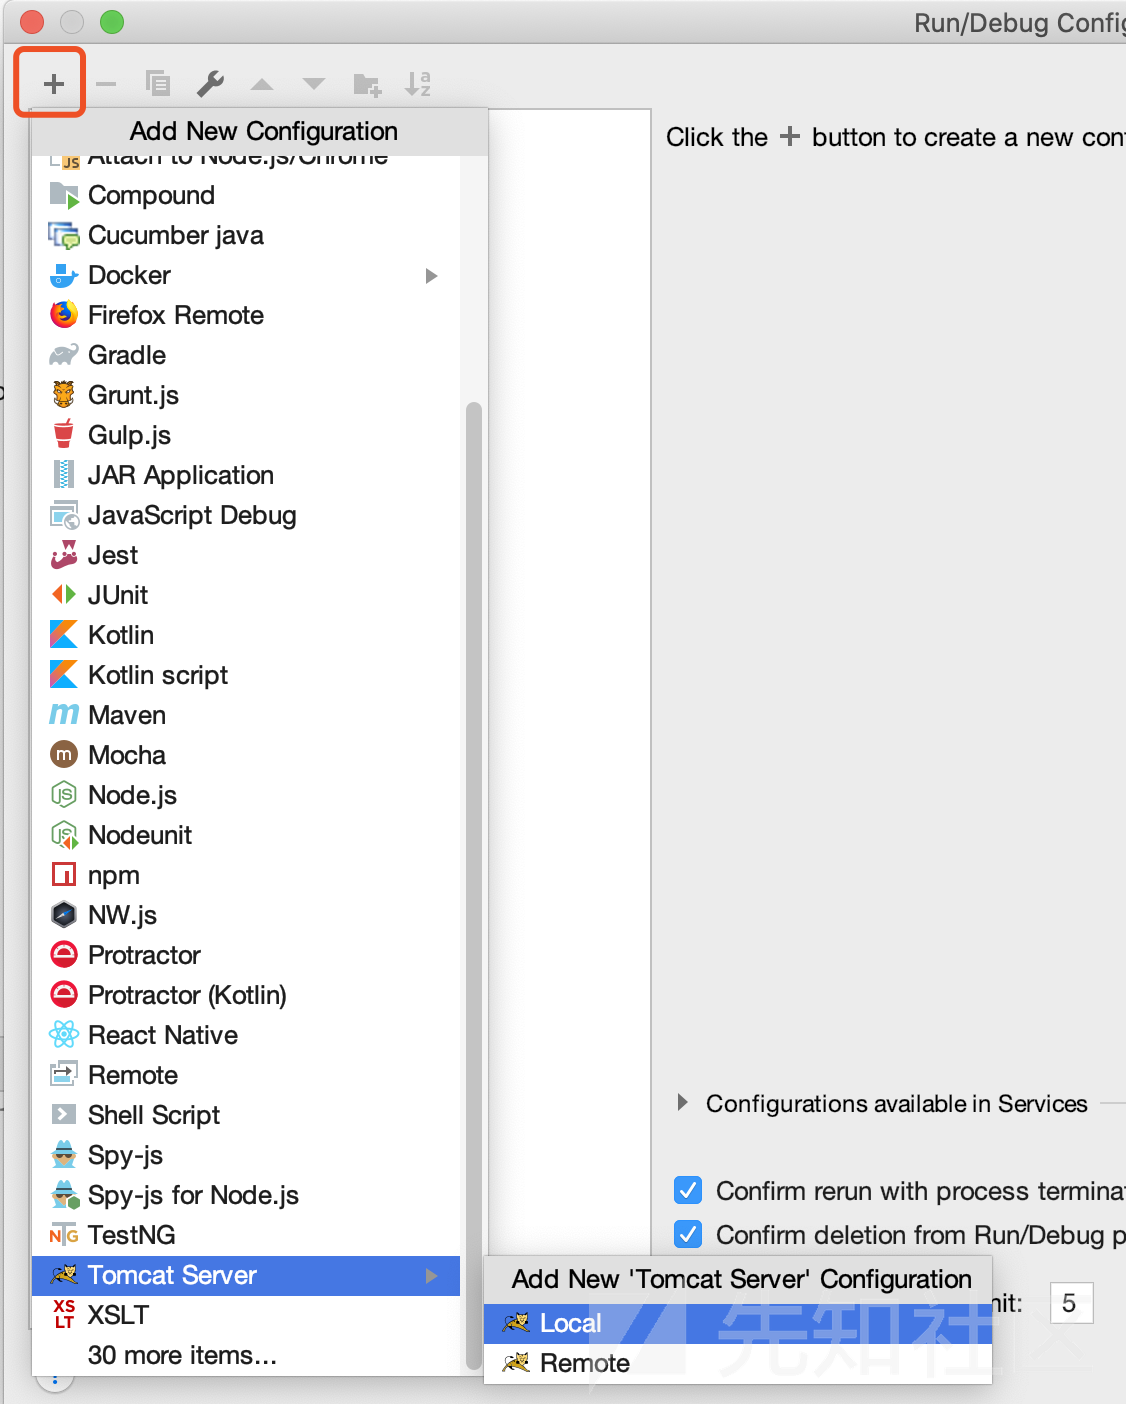 Run/Debug Config
Add New Configuration
Click the + button to create a new con
Attach to Node.js/Chrome
Compound
Cucumber java
Docker
Firefox Remote
Gradle
Grunt.js
Gulp.js
JAR Application
JavaScript Debug
Jest
JUnit
Kotlin
Kotlin script
Maven
Mocha
Node.js
Nodeunit
npm
NW.js
Protractor
Protractor (Kotlin)
React Native
Remote
Configurations available in Services
Shell Script
Spy-js
Spy-js for Node.js
Confirm rerun with process termina
TestNG
Confirm deletion from Run/Debug p
Tomcat Server
Add New 'Tomcat Server' Configuration
XSLT
nit: 5
Local
30 more items...
Remote
先知社区